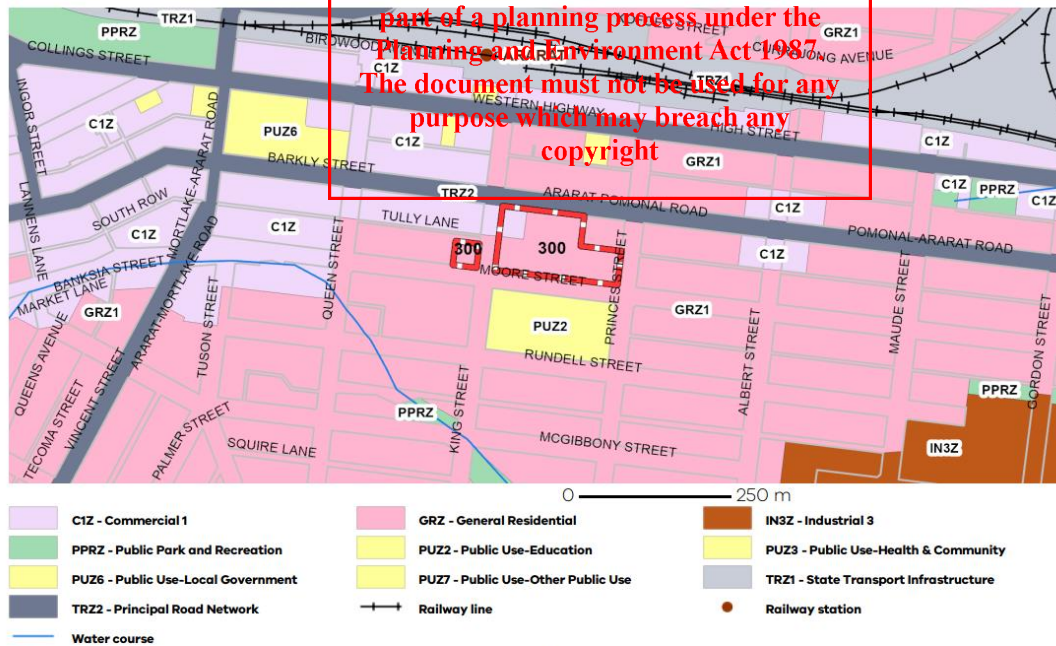 part of a planning process under the
Planning and Environment Act 1987.
The document must not be used for any
purpose which may breach any
copyright
TRZ1
PPRZ
COLLINGS STREET
BIRDWOOD AVENUE
ARARAT
GRZ1
CURRAJONG AVENUE
C1Z
TRZ1
WESTERN HIGHWAY
HIGH STREET
INGOR STREET
C1Z
PUZ6
C1Z
C1Z
GRZ1
BARKLY STREET
MORTLAKE-ARARAT ROAD
TRZ2
ARARAT-POMONAL ROAD
C1Z
PPRZ
C1Z
LANNENS LANE
SOUTH ROW
C1Z
C1Z
TULLY LANE
C1Z
POMONAL-ARARAT ROAD
300
300
C1Z
BANKSIA STREET
MARKET LANE
GRZ1
ARARAT-MORTLAKE ROAD
TUSON STREET
QUEEN STREET
MOORE STREET
PRINCES STREET
GRZ1
PUZ2
MAUDE STREET
ALBERT STREET
QUEENS AVENUE
RUNDELL STREET
TECOMA STREET
VINCENT STREET
PALMER STREET
PPRZ
KING STREET
PPRZ
GORDON STREET
SQUIRE LANE
MCGIBBONY STREET
IN3Z
0 250 m
C1Z - Commercial 1
GRZ - General Residential
IN3Z - Industrial 3
PPRZ - Public Park and Recreation
PUZ2 - Public Use-Education
PUZ3 - Public Use-Health & Community
PUZ6 - Public Use-Local Government
PUZ7 - Public Use-Other Public Use
TRZ1 - State Transport Infrastructure
TRZ2 - Principal Road Network
Railway line
Railway station
Water course